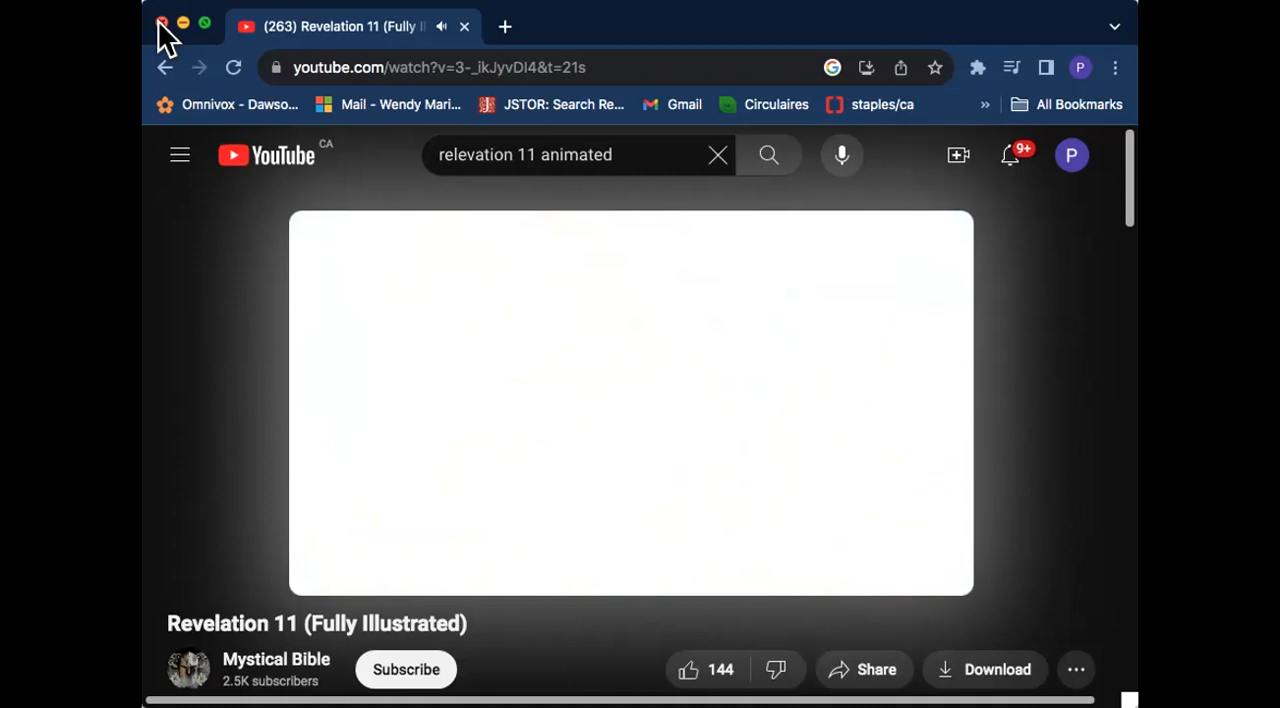 (263) Revelation 11 (Fully Il
youtube.com/watch?v=3-_ikJyvDI4&t=21s
Omnivox - Dawso...
Mail - Wendy Mari...
JSTOR: Search Re...
Gmail
Circulaires
staples/ca
»
All Bookmarks
P
YouTube CA
relevation 11 animated
9+
P
Revelation 11 (Fully Illustrated)
Mystical Bible
2.5K subscribers
Subscribe
144
Share
Download